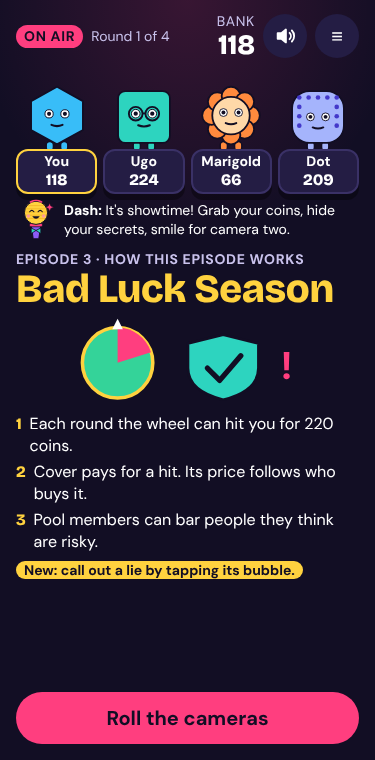 ON AIR
Round 1 of 4
BANK
118
You
118
Ugo
224
Marigold
66
Dot
209
Dash: It's showtime! Grab your coins, hide
your secrets, smile for camera two.
EPISODE 3 · HOW THIS EPISODE WORKS
Bad Luck Season
!
1 Each round the wheel can hit you for 220
coins.
2 Cover pays for a hit. Its price follows who
buys it.
3 Pool members can bar people they think
are risky.
New: call out a lie by tapping its bubble.
Roll the cameras